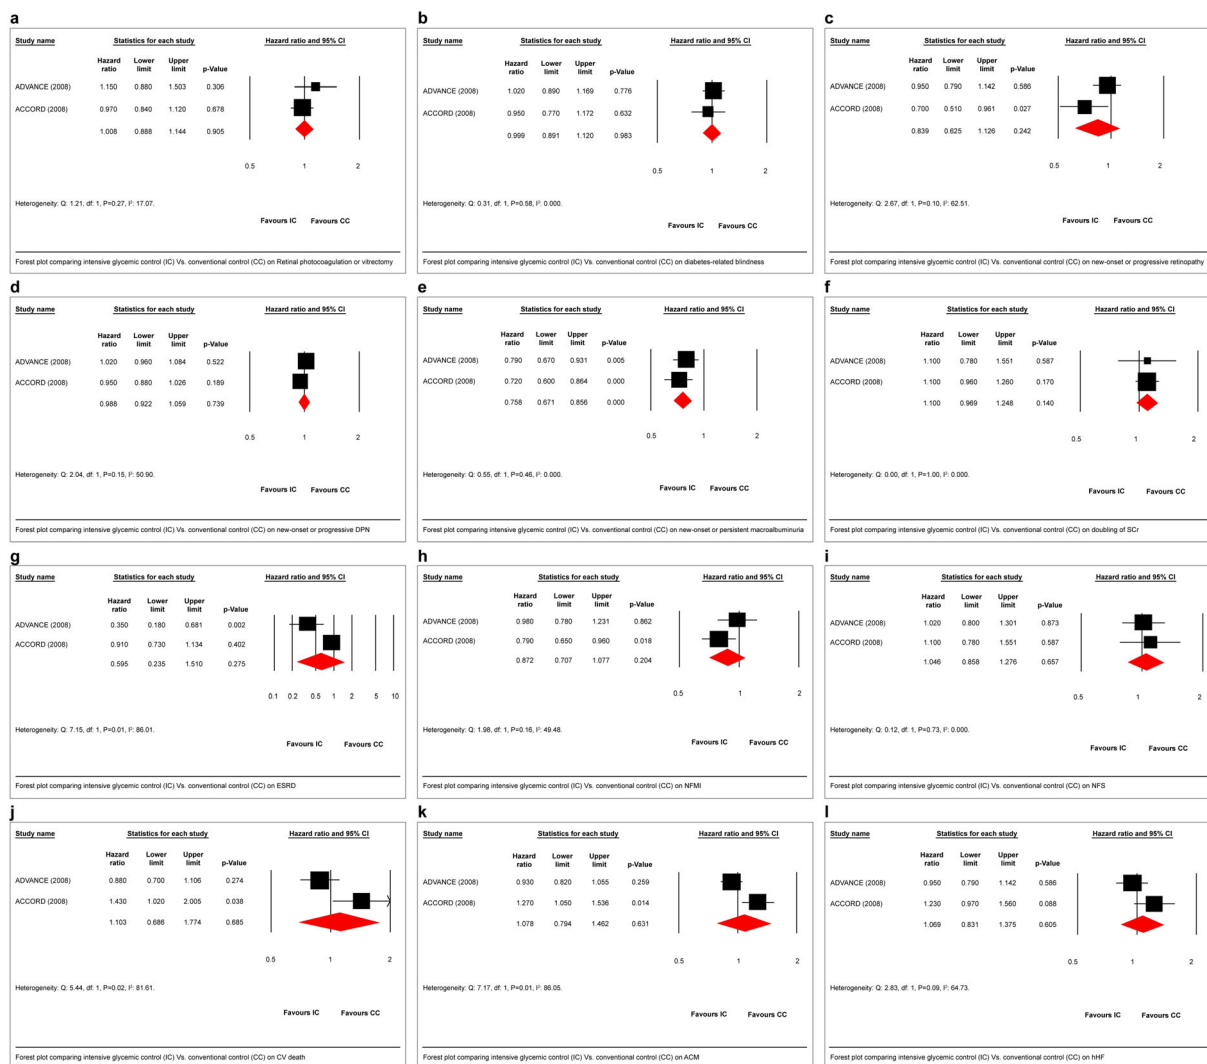 a
Study name Statistics for each study Hazard ratio and 95% CI
Hazard ratio Lower limit Upper limit p-Value
ADVANCE (2008) 1.150 0.880 1.503 0.306
ACCORD (2008) 0.970 0.840 1.120 0.678
1.008 0.888 1.144 0.905
0.5 1 2
Heterogeneity: Q: 1.21, df: 1, P=0.27, I²: 17.07.
Favours IC Favours CC
Forest plot comparing intensive glycemic control (IC) Vs. conventional control (CC) on Retinal photocoagulation or vitrectomy
b
Study name Statistics for each study Hazard ratio and 95% CI
Hazard ratio Lower limit Upper limit p-Value
ADVANCE (2008) 1.020 0.890 1.169 0.776
ACCORD (2008) 0.950 0.770 1.172 0.632
0.999 0.891 1.120 0.983
0.5 1 2
Heterogeneity: Q: 0.31, df: 1, P=0.58, I²: 0.000.
Favours IC Favours CC
Forest plot comparing intensive glycemic control (IC) Vs. conventional control (CC) on diabetes-related blindness
c
Study name Statistics for each study Hazard ratio and 95% CI
Hazard ratio Lower limit Upper limit p-Value
ADVANCE (2008) 0.950 0.790 1.142 0.586
ACCORD (2008) 0.700 0.510 0.961 0.027
0.839 0.625 1.126 0.242
0.5 1 2
Heterogeneity: Q: 2.67, df: 1, P=0.10, I²: 62.51.
Favours IC Favours CC
Forest plot comparing intensive glycemic control (IC) Vs. conventional control (CC) on new-onset or progressive retinopathy
d
Study name Statistics for each study Hazard ratio and 95% CI
Hazard ratio Lower limit Upper limit p-Value
ADVANCE (2008) 1.020 0.960 1.084 0.522
ACCORD (2008) 0.950 0.880 1.026 0.189
0.988 0.922 1.059 0.739
0.5 1 2
Heterogeneity: Q: 2.04, df: 1, P=0.15, I²: 50.90.
Favours IC Favours CC
Forest plot comparing intensive glycemic control (IC) Vs. conventional control (CC) on new-onset or progressive DPN
e
Study name Statistics for each study Hazard ratio and 95% CI
Hazard ratio Lower limit Upper limit p-Value
ADVANCE (2008) 0.790 0.670 0.931 0.005
ACCORD (2008) 0.720 0.600 0.864 0.000
0.758 0.671 0.856 0.000
0.5 1 2
Heterogeneity: Q: 0.55, df: 1, P=0.46, I²: 0.000.
Favours IC Favours CC
Forest plot comparing intensive glycemic control (IC) Vs. conventional control (CC) on new-onset or persistent macroalbuminuria
f
Study name Statistics for each study Hazard ratio and 95% CI
Hazard ratio Lower limit Upper limit p-Value
ADVANCE (2008) 1.100 0.780 1.551 0.587
ACCORD (2008) 1.100 0.960 1.260 0.170
1.100 0.969 1.248 0.140
0.5 1 2
Heterogeneity: Q: 0.00, df: 1, P=1.00, I²: 0.000.
Favours IC Favours CC
Forest plot comparing intensive glycemic control (IC) Vs. conventional control (CC) on doubling of SCr
g
Study name Statistics for each study Hazard ratio and 95% CI
Hazard ratio Lower limit Upper limit p-Value
ADVANCE (2008) 0.350 0.180 0.681 0.002
ACCORD (2008) 0.910 0.730 1.134 0.402
0.595 0.235 1.510 0.275
0.1 0.2 0.5 1 2 5 10
Heterogeneity: Q: 7.15, df: 1, P=0.01, I²: 86.01.
Favours IC Favours CC
Forest plot comparing intensive glycemic control (IC) Vs. conventional control (CC) on ESRD
h
Study name Statistics for each study Hazard ratio and 95% CI
Hazard ratio Lower limit Upper limit p-Value
ADVANCE (2008) 0.980 0.780 1.231 0.862
ACCORD (2008) 0.790 0.650 0.960 0.018
0.872 0.707 1.077 0.204
0.5 1 2
Heterogeneity: Q: 1.98, df: 1, P=0.16, I²: 49.48.
Favours IC Favours CC
Forest plot comparing intensive glycemic control (IC) Vs. conventional control (CC) on NFMI
i
Study name Statistics for each study Hazard ratio and 95% CI
Hazard ratio Lower limit Upper limit p-Value
ADVANCE (2008) 1.020 0.800 1.301 0.873
ACCORD (2008) 1.100 0.780 1.551 0.587
1.046 0.858 1.276 0.657
0.5 1 2
Heterogeneity: Q: 0.12, df: 1, P=0.73, I²: 0.000.
Favours IC Favours CC
Forest plot comparing intensive glycemic control (IC) Vs. conventional control (CC) on NFS
j
Study name Statistics for each study Hazard ratio and 95% CI
Hazard ratio Lower limit Upper limit p-Value
ADVANCE (2008) 0.880 0.700 1.106 0.274
ACCORD (2008) 1.430 1.020 2.005 0.038
1.103 0.686 1.774 0.685
0.5 1 2
Heterogeneity: Q: 5.44, df: 1, P=0.02, I²: 81.61.
Favours IC Favours CC
Forest plot comparing intensive glycemic control (IC) Vs. conventional control (CC) on CV death
k
Study name Statistics for each study Hazard ratio and 95% CI
Hazard ratio Lower limit Upper limit p-Value
ADVANCE (2008) 0.930 0.820 1.055 0.259
ACCORD (2008) 1.270 1.050 1.536 0.014
1.078 0.794 1.462 0.631
0.5 1 2
Heterogeneity: Q: 7.17, df: 1, P=0.01, I²: 86.05.
Favours IC Favours CC
Forest plot comparing intensive glycemic control (IC) Vs. conventional control (CC) on ACM
l
Study name Statistics for each study Hazard ratio and 95% CI
Hazard ratio Lower limit Upper limit p-Value
ADVANCE (2008) 0.950 0.790 1.142 0.586
ACCORD (2008) 1.230 0.970 1.560 0.088
1.069 0.831 1.375 0.605
0.5 1 2
Heterogeneity: Q: 2.83, df: 1, P=0.09, I²: 64.73.
Favours IC Favours CC
Forest plot comparing intensive glycemic control (IC) Vs. conventional control (CC) on hHF